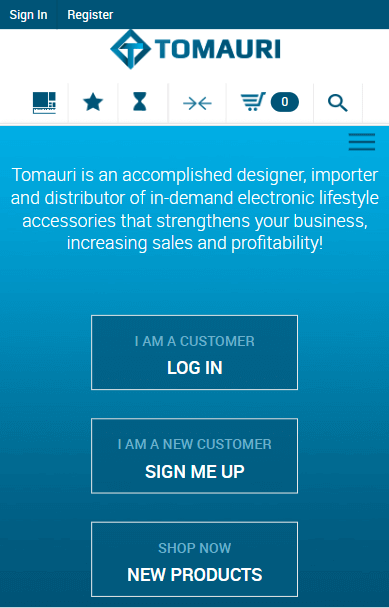 Sign In Register
TOMAURI
0
Tomauri is an accomplished designer, importer
and distributor of in-demand electronic lifestyle
accessories that strengthens your business,
increasing sales and profitability!
I AM A CUSTOMER
LOG IN
I AM A NEW CUSTOMER
SIGN ME UP
SHOP NOW
NEW PRODUCTS